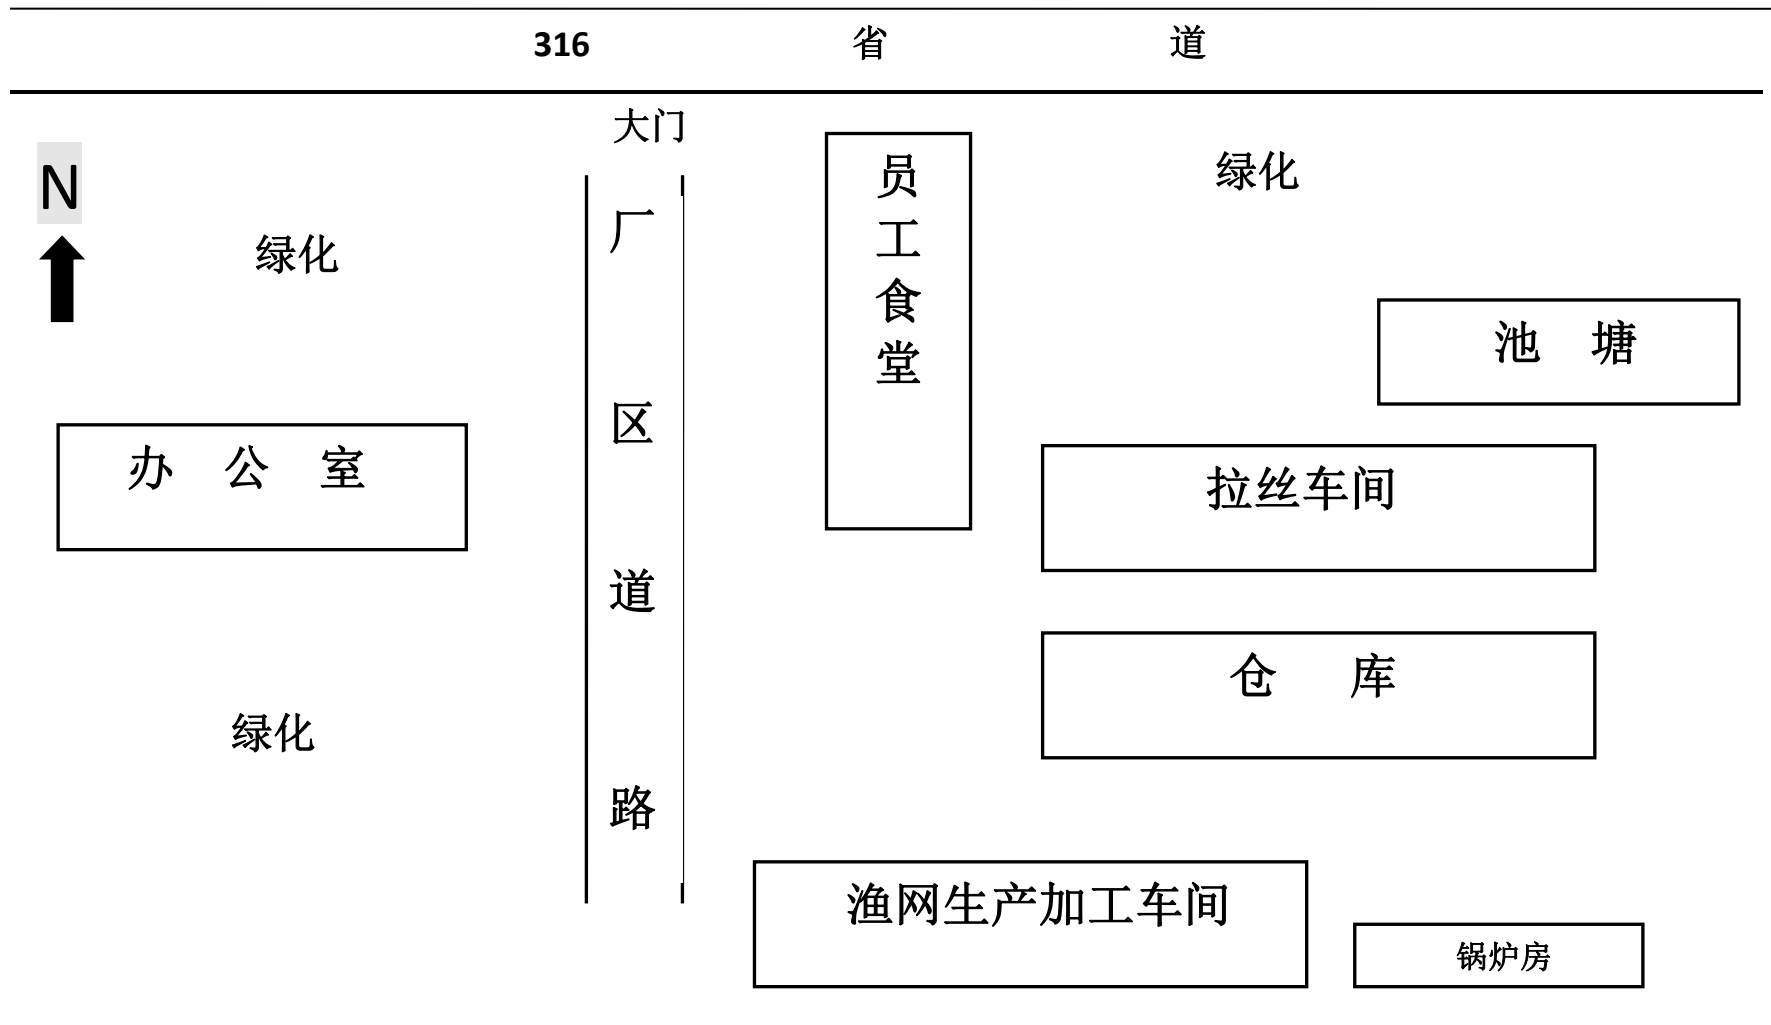 316 省 道
大门
N
员工食堂
绿化
厂区道路
绿化
池 塘
办 公 室
拉丝车间
仓 库
绿化
渔网生产加工车间
锅炉房